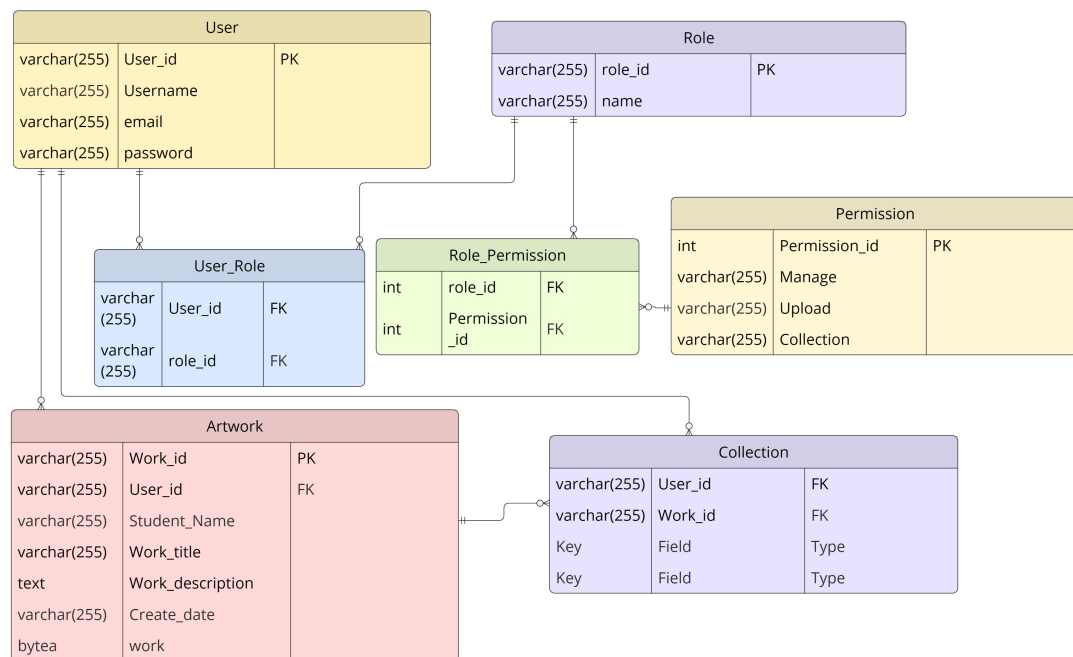 User
varchar(255) User_id PK
varchar(255) Username
varchar(255) email
varchar(255) password
Role
varchar(255) role_id PK
varchar(255) name
Permission
int Permission_id PK
varchar(255) Manage
varchar(255) Upload
varchar(255) Collection
User_Role
varchar
(255) User_id FK
varchar
(255) role_id FK
Role_Permission
int role_id FK
int Permission
_id FK
Artwork
varchar(255) Work_id PK
varchar(255) User_id FK
varchar(255) Student_Name
varchar(255) Work_title
text Work_description
varchar(255) Create_date
bytea work
Collection
varchar(255) User_id FK
varchar(255) Work_id FK
Key Field Type
Key Field Type